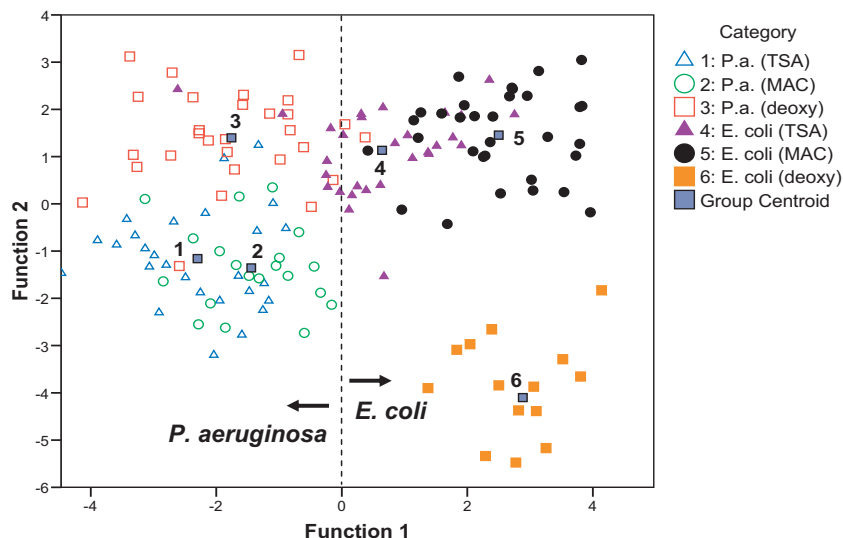 Category
1: P.a. (TSA)
2: P.a. (MAC)
3: P.a. (deoxy)
4: E. coli (TSA)
5: E. coli (MAC)
6: E. coli (deoxy)
Group Centroid
4
3
2
1
0
-1
-2
-3
-4
-5
-6
Function 2
3
4
5
1
2
6
E. coli
P. aeruginosa
-4
-2
0
2
4
Function 1